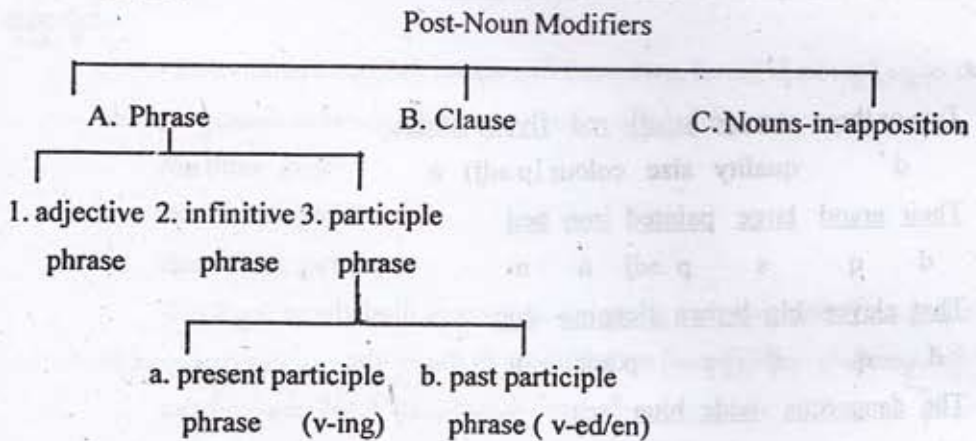 Post-Noun Modifiers
A. Phrase B. Clause C. Nouns-in-apposition
1. adjective 2. infinitive 3. participle
phrase phrase phrase
a. present participle b. past participle
phrase (v-ing) phrase ( v-ed/en)